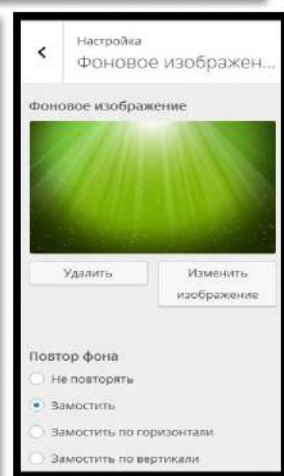 Настройка
Фоновое изображен...
Фоновое изображение
Удалить
Изменить
изображение
Повтор фона
Не повторять
Замостить
Замостить по горизонтали
Замостить по вертикали